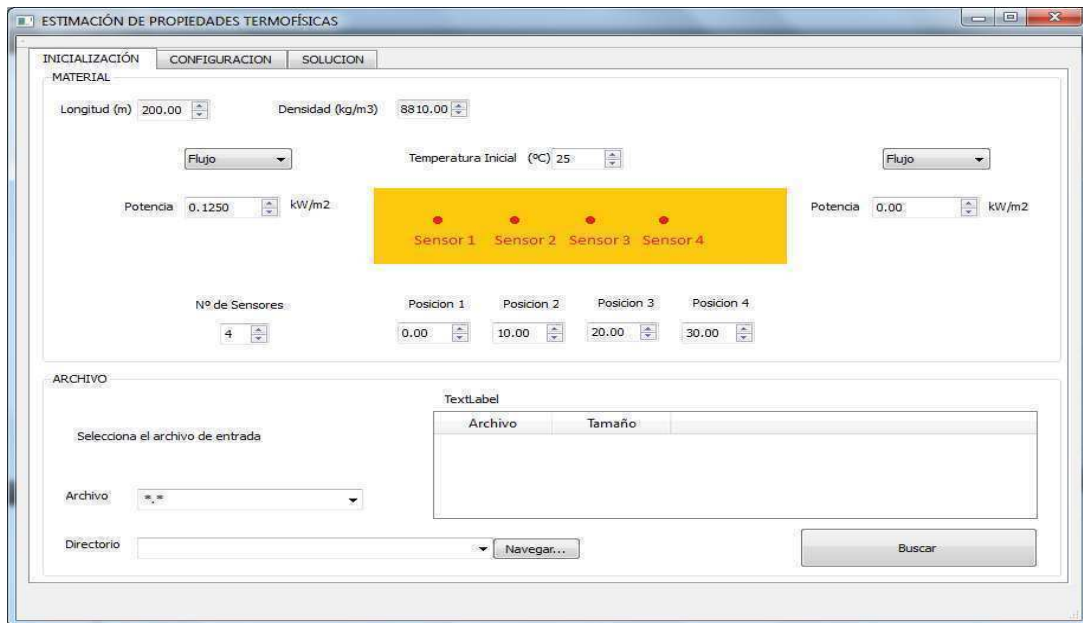 ESTIMACIÓN DE PROPIEDADES TERMOFÍSICAS
INICIALIZACIÓN CONFIGURACION SOLUCION
MATERIAL
Longitud (m) 200.00 Densidad (kg/m3) 8810.00
Flujo Temperatura Inicial (ºC) 25 Flujo
Potencia 0.1250 kW/m2 Potencia 0.00 kW/m2
Sensor 1 Sensor 2 Sensor 3 Sensor 4
Nº de Sensores Posicion 1 Posicion 2 Posicion 3 Posicion 4
4 0.00 10.00 20.00 30.00
ARCHIVO
TextLabel
Archivo Tamaño
Selecciona el archivo de entrada
Archivo *.*
Directorio Navegar... Buscar